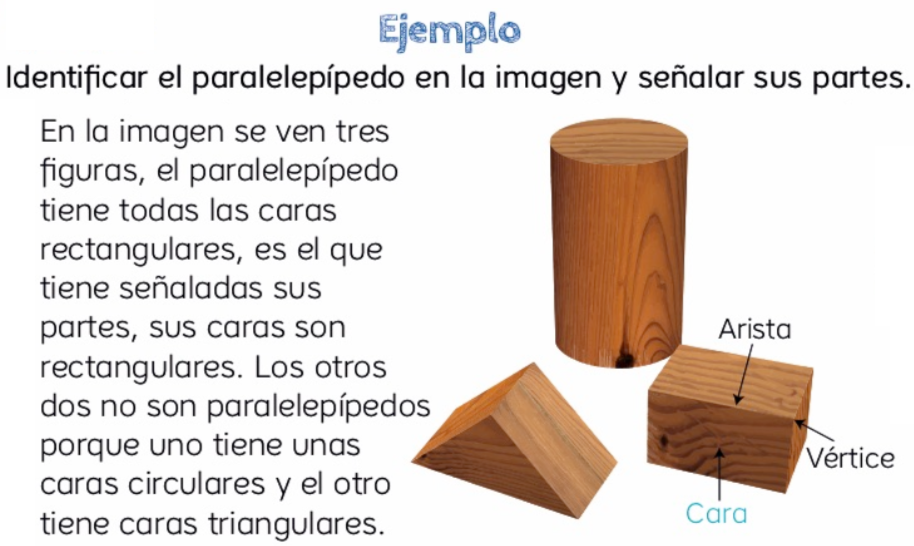 Ejemplo
Identificar el paralelepípedo en la imagen y señalar sus partes.
En la imagen se ven tres
figuras, el paralelepípedo
tiene todas las caras
rectangulares, es el que
tiene señaladas sus
partes, sus caras son
rectangulares. Los otros
dos no son paralelepípedos
porque uno tiene unas
caras circulares y el otro
tiene caras triangulares.
Arista
Vértice
Cara